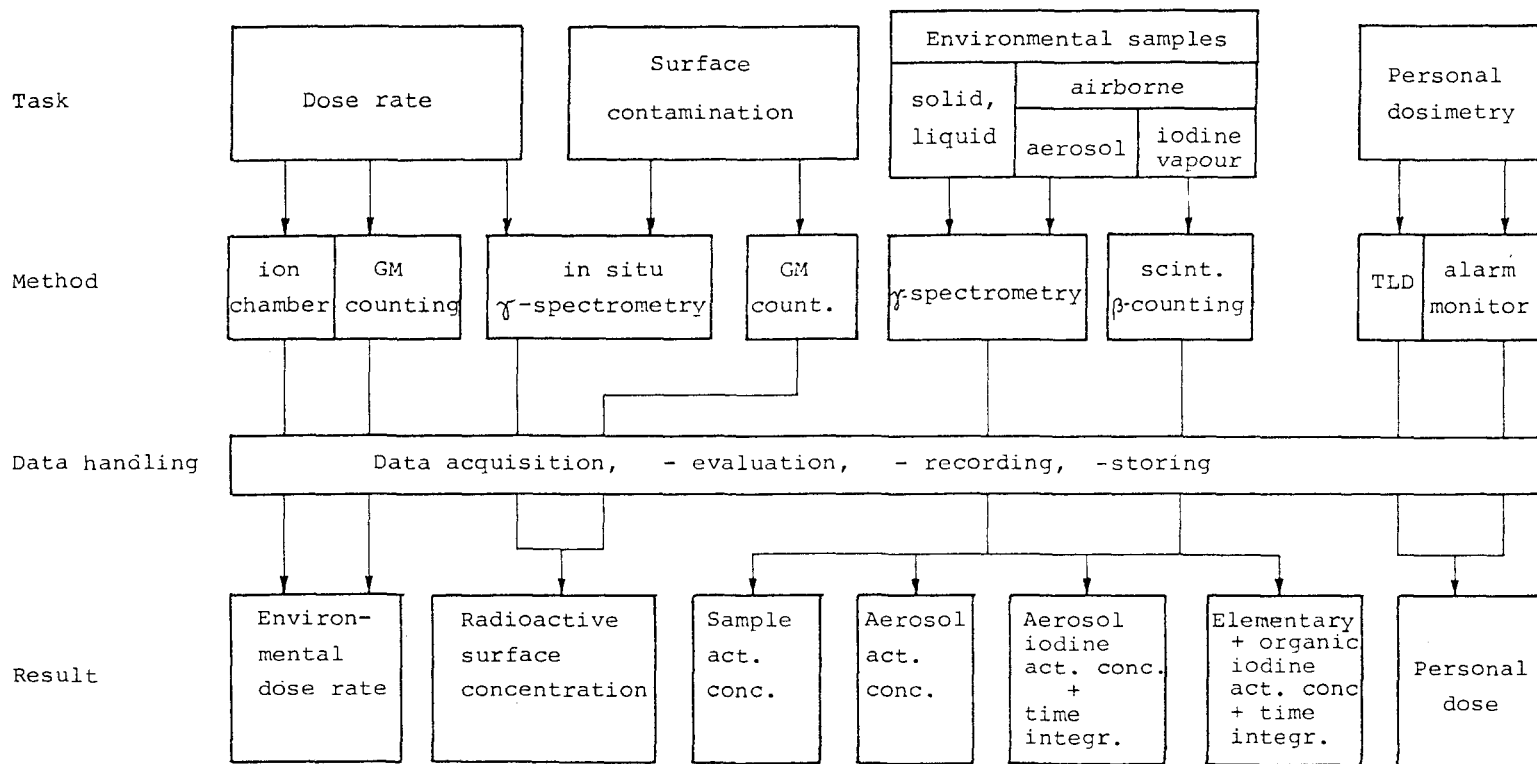 Task
Dose rate
Surface
contamination
Environmental samples
solid,
liquid
airborne
aerosol
iodine
vapour
Personal
dosimetry
Method
ion
chamber
GM
counting
in situ
γ-spectrometry
GM
count.
γ-spectrometry
scint.
β-counting
TLD
alarm
monitor
Data handling
Data acquisition, - evaluation, - recording, -storing
Result
Environ-
mental
dose rate
Radioactive
surface
concentration
Sample
act.
conc.
Aerosol
act.
conc.
Aerosol
iodine
act. conc.
+
time
integr.
Elementary
+ organic
iodine
act. conc
+ time
integr.
Personal
dose